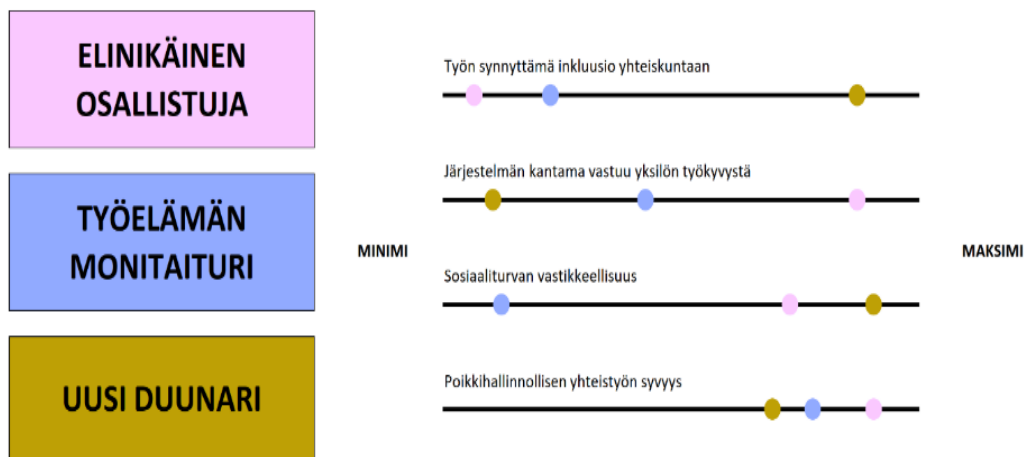 ELINIKÄINEN
OSALLISTUJA
TYÖELÄMÄN
MONITAITURI
UUSI DUUNARI
MINIMI
Työn synnyttämä inkluusio yhteiskuntaan
Järjestelmän kantama vastuu yksilön työkyvystä
Sosiaaliturvan vastikkeellisuus
Poikkihallinnollisen yhteistyön syvyys
MAKSIMI